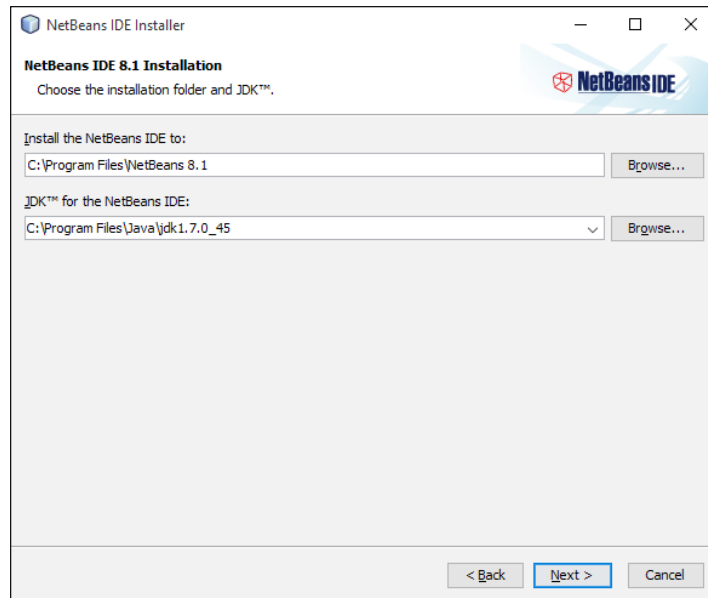 NetBeans IDE Installer
NetBeans IDE 8.1 Installation
Choose the installation folder and JDK™.
NetBeans IDE
Install the NetBeans IDE to:
C:\Program Files\NetBeans 8.1
Browse...
JDK™ for the NetBeans IDE:
C:\Program Files\Java\jdk1.7.0_45
Browse...
< Back
Next >
Cancel